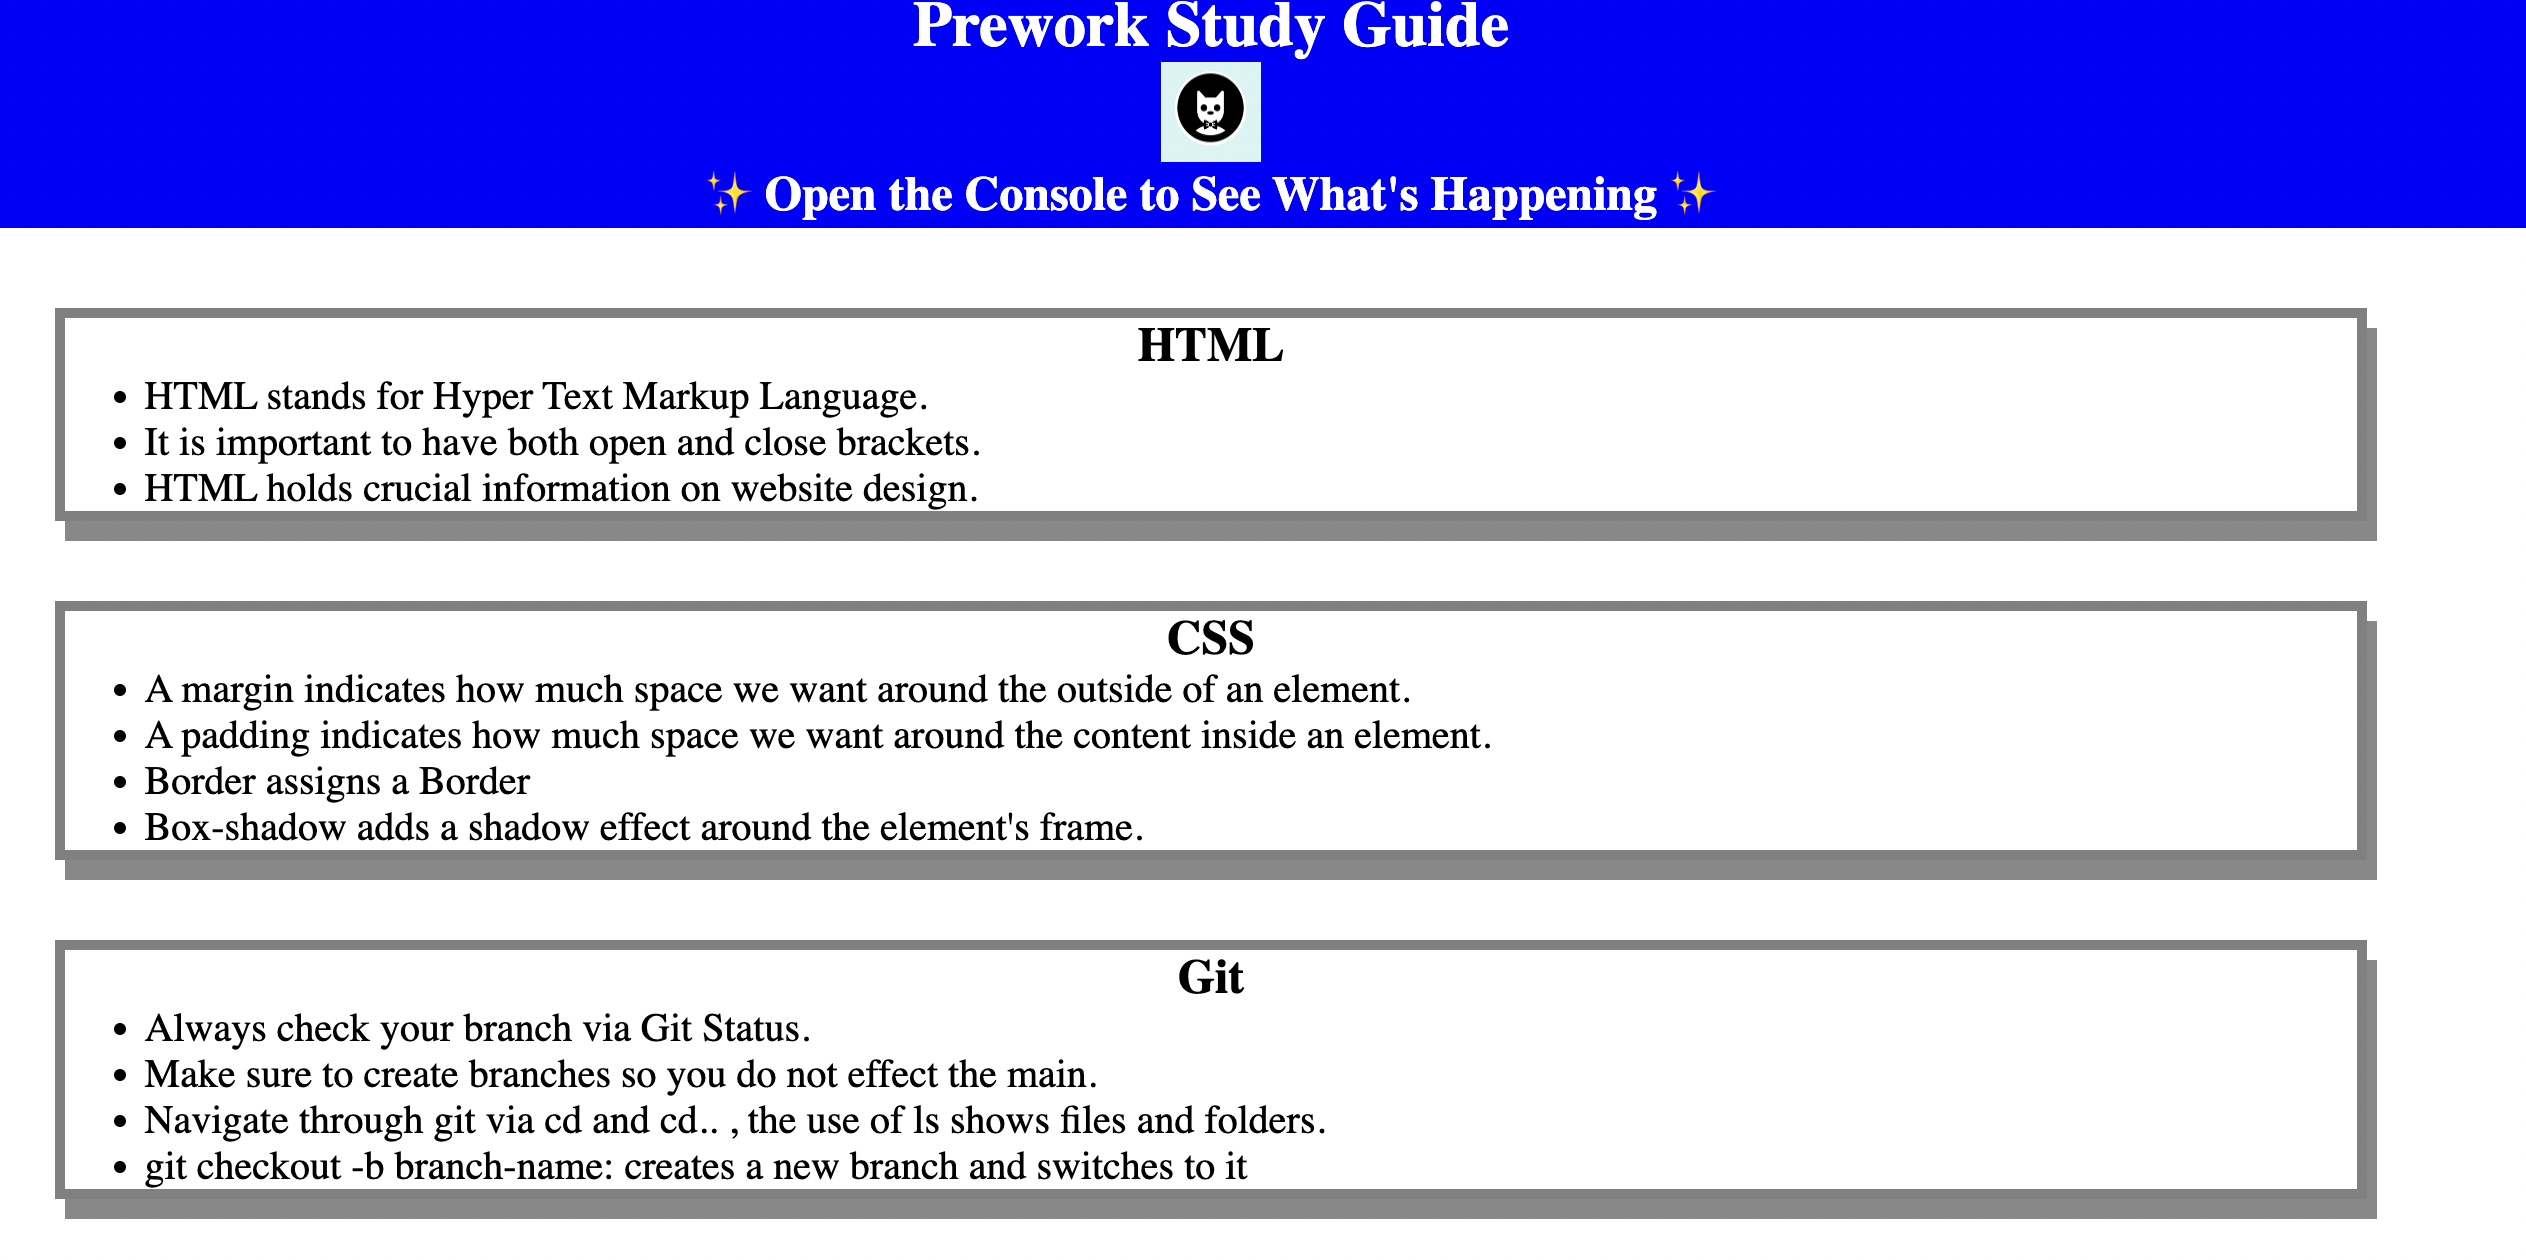 Prework Study Guide
✨ Open the Console to See What's Happening ✨
HTML
• HTML stands for Hyper Text Markup Language.
• It is important to have both open and close brackets.
• HTML holds crucial information on website design.
CSS
• A margin indicates how much space we want around the outside of an element.
• A padding indicates how much space we want around the content inside an element.
• Border assigns a Border
• Box-shadow adds a shadow effect around the element's frame.
Git
• Always check your branch via Git Status.
• Make sure to create branches so you do not effect the main.
• Navigate through git via cd and cd.. , the use of ls shows files and folders.
• git checkout -b branch-name: creates a new branch and switches to it